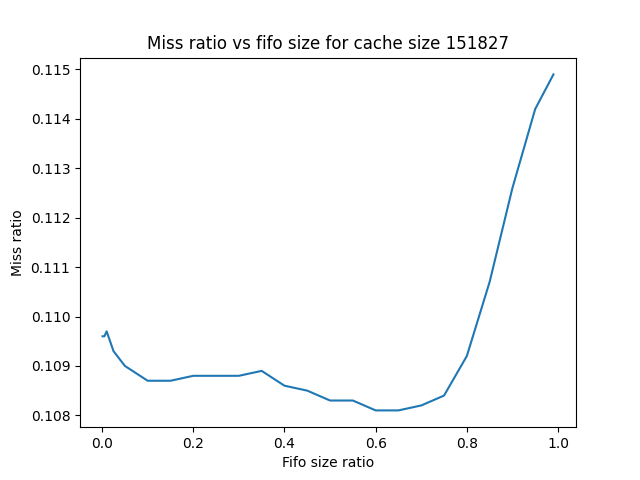 Miss ratio vs fifo size for cache size 151827
0.115
0.114
0.113
0.112
0.111
0.110
0.109
0.108
Miss ratio
0.0 0.2 0.4 0.6 0.8 1.0
Fifo size ratio